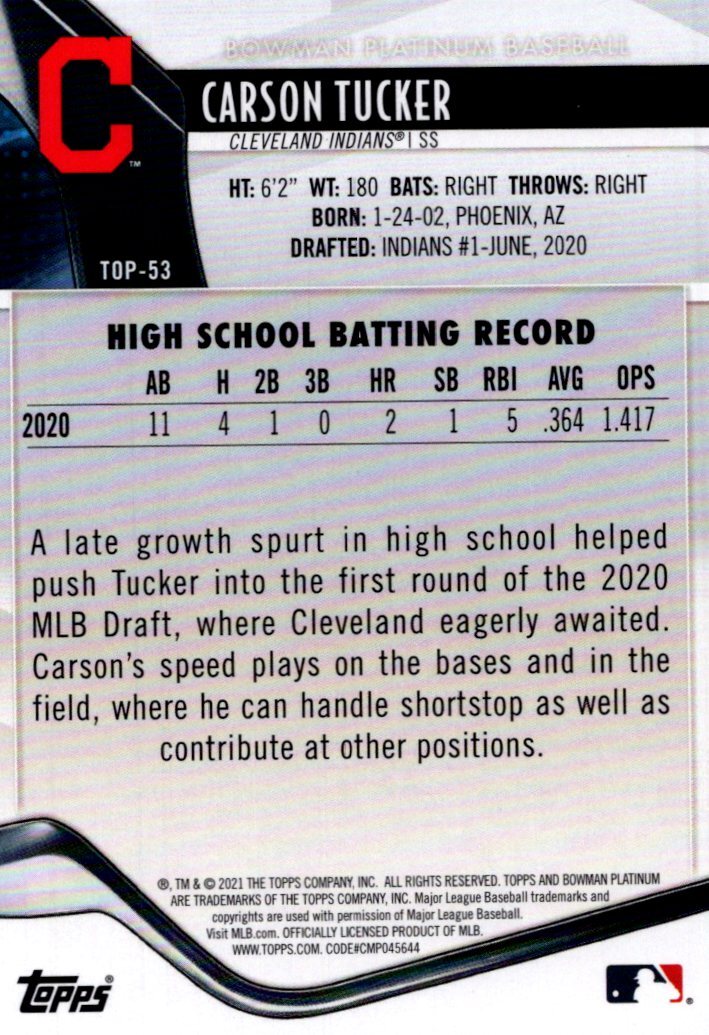 BOWMAN PLATINUM BASEBALL
CARSON TUCKER
CLEVELAND INDIANS® | SS
HT: 6'2" WT: 180 BATS: RIGHT THROWS: RIGHT
BORN: 1-24-02, PHOENIX, AZ
DRAFTED: INDIANS #1-JUNE, 2020
C
TM
TOP-53
HIGH SCHOOL BATTING RECORD
AB H 2B 3B HR SB RBI AVG OPS
2020 11 4 1 0 2 1 5 .364 1.417
A late growth spurt in high school helped
push Tucker into the first round of the 2020
MLB Draft, where Cleveland eagerly awaited.
Carson's speed plays on the bases and in the
field, where he can handle shortstop as well as
contribute at other positions.
®, TM & © 2021 THE TOPPS COMPANY, INC. ALL RIGHTS RESERVED. TOPPS AND BOWMAN PLATINUM
ARE TRADEMARKS OF THE TOPPS COMPANY, INC. Major League Baseball trademarks and
copyrights are used with permission of Major League Baseball.
Visit MLB.com. OFFICIALLY LICENSED PRODUCT OF MLB.
WWW.TOPPS.COM. CODE#CMP045644
TOPPS®
®